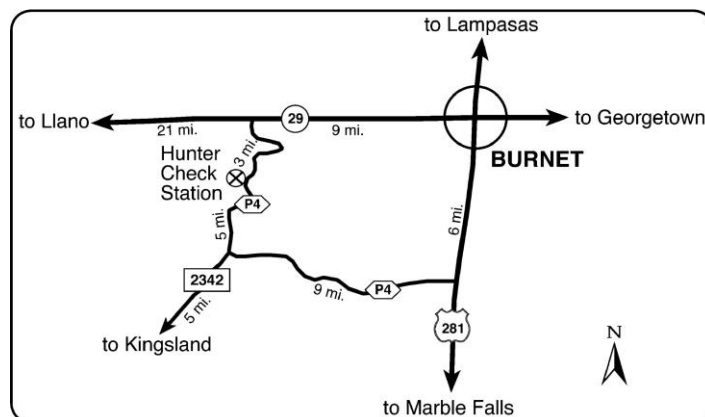 to Lampasas
to Llano
21 mi.
29
9 mi.
to Georgetown
BURNET
3 mi.
Hunter
Check
Station
P4
5 mi.
6 mi.
2342
5 mi.
9 mi.
P4
281
to Kingsland
N
to Marble Falls